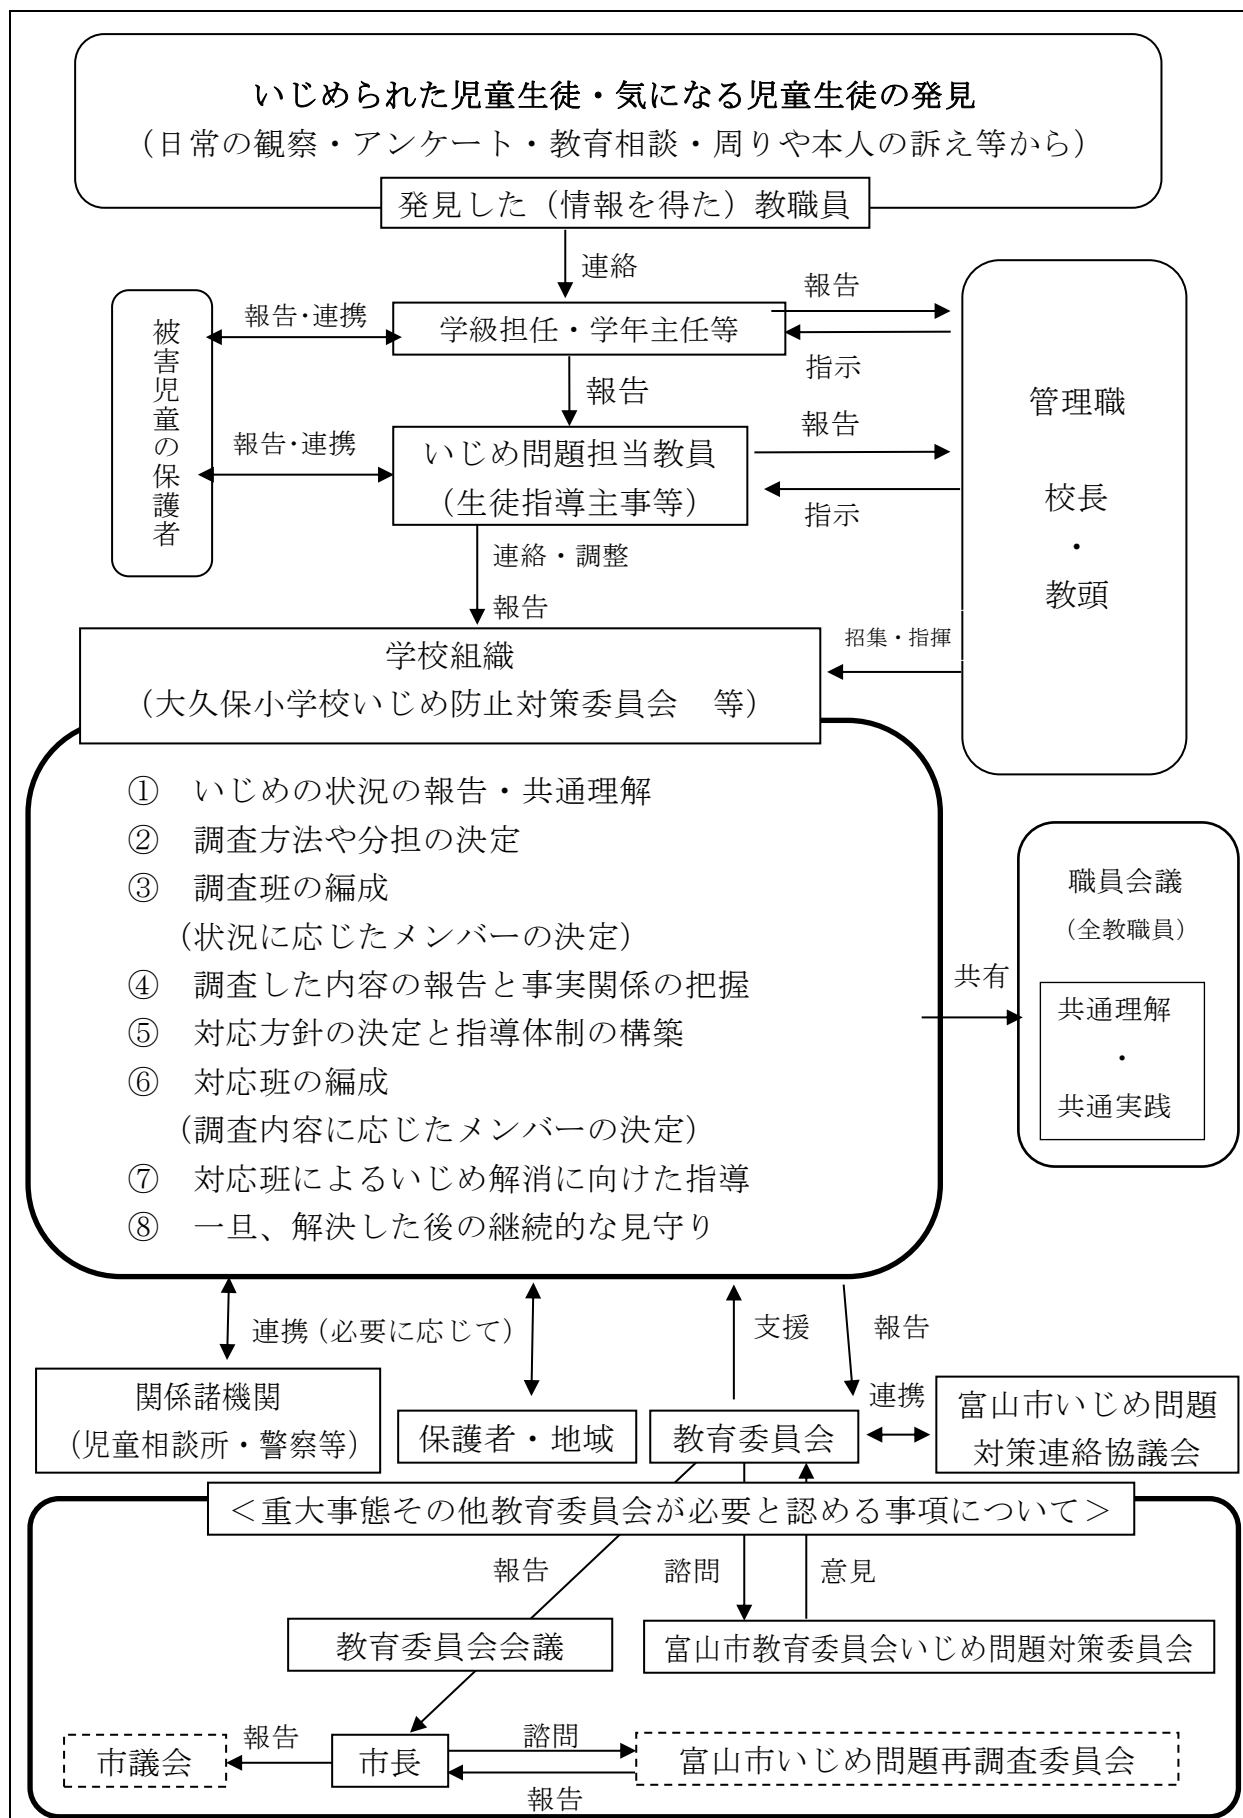 いじめられた児童生徒・気になる児童生徒の発見
（日常の観察・アンケート・教育相談・周りや本人の訴え等から）
発見した（情報を得た）教職員
連絡
報告
報告・連携
学級担任・学年主任等
指示
被害児童の保護者
報告
管理職
校長
・
教頭
報告
報告・連携
いじめ問題担当教員
（生徒指導主事等）
指示
連絡・調整
報告
招集・指揮
学校組織
（大久保小学校いじめ防止対策委員会　等）
①　いじめの状況の報告・共通理解
②　調査方法や分担の決定
③　調査班の編成
（状況に応じたメンバーの決定）
④　調査した内容の報告と事実関係の把握
⑤　対応方針の決定と指導体制の構築
⑥　対応班の編成
（調査内容に応じたメンバーの決定）
⑦　対応班によるいじめ解消に向けた指導
⑧　一旦、解決した後の継続的な見守り
共有
職員会議
（全教職員）
共通理解
・
共通実践
連携（必要に応じて）
支援
報告
関係諸機関
（児童相談所・警察等）
保護者・地域
教育委員会
連携
富山市いじめ問題
対策連絡協議会
＜重大事態その他教育委員会が必要と認める事項について＞
報告
諮問
意見
教育委員会会議
富山市教育委員会いじめ問題対策委員会
市議会
報告
市長
諮問
報告
富山市いじめ問題再調査委員会